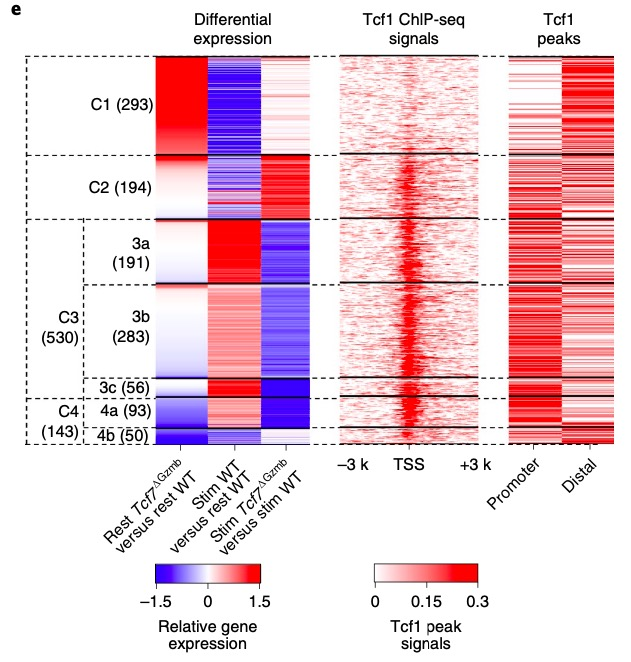 e
Differential
expression
Tcf1 ChIP-seq
signals
Tcf1
peaks
C1 (293)
C2 (194)
3a
(191)
C3
(530)
3b
(283)
3c (56)
C4
(143)
4a (93)
4b (50)
Rest Tcf7ΔGzmb
versus rest WT
Stim WT
versus rest WT
Stim Tcf7ΔGzmb
versus stim WT
–3 k
TSS
+3 k
Promoter
Distal
–1.5
0
1.5
Relative gene
expression
0
0.15
0.3
Tcf1 peak
signals